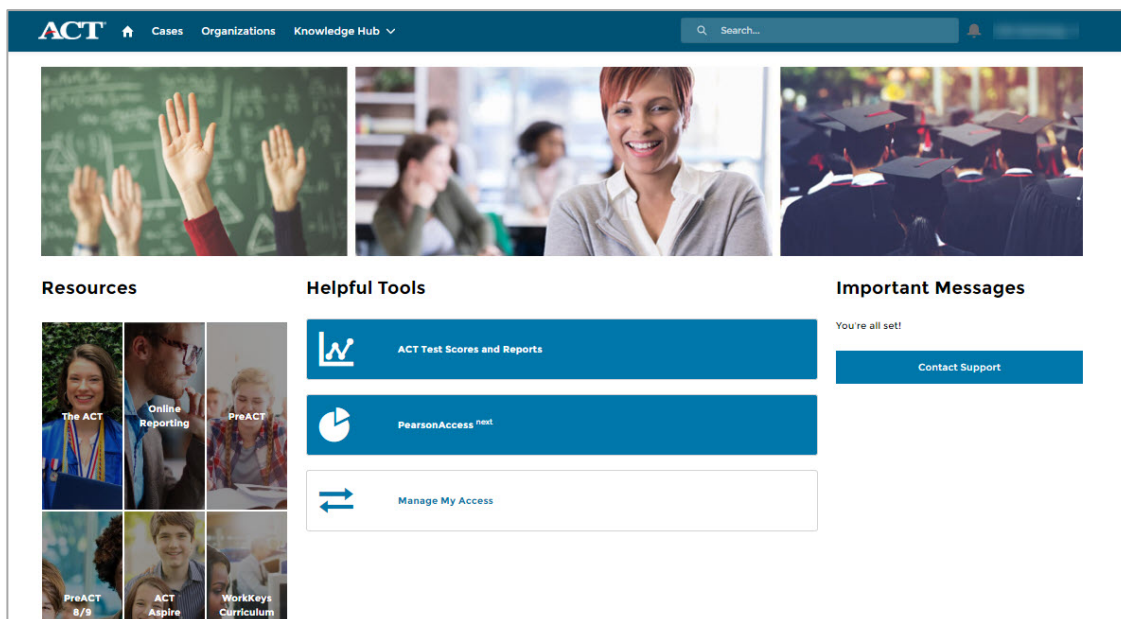 ACT Cases Organizations Knowledge Hub Search...
Resources Helpful Tools Important Messages
You're all set!
ACT Test Scores and Reports
Contact Support
The ACT
Online
Reporting
PreACT
PearsonAccess next
Manage My Access
PreACT
8/9
ACT
Aspire
WorkKeys
Curriculum